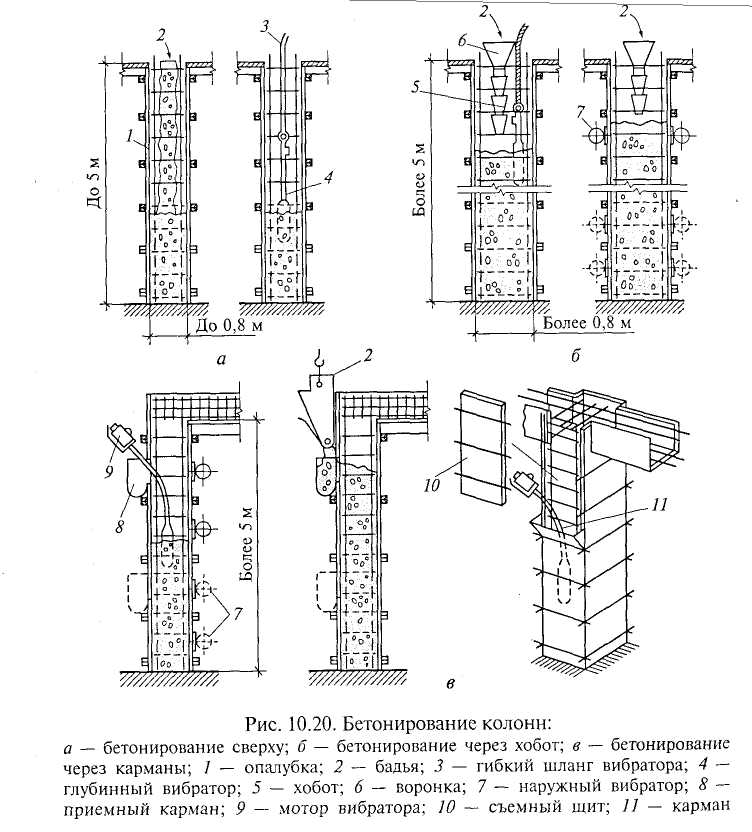 2
3
2
6
2
5
7
1
4
До 5 м
Более 5 м
До 0,8 м
Более 0,8 м
а
б
2
9
8
10
11
Более 5 м
7
в
Рис. 10.20. Бетонирование колонн:
а — бетонирование сверху; б — бетонирование через хобот; в — бетонирование
через карманы; 1 — опалубка; 2 — бадья; 3 — гибкий шланг вибратора; 4 —
глубинный вибратор; 5 — хобот; 6 — воронка; 7 — наружный вибратор; 8 —
приемный карман; 9 — мотор вибратора; 10 — съемный щит; 11 — карман